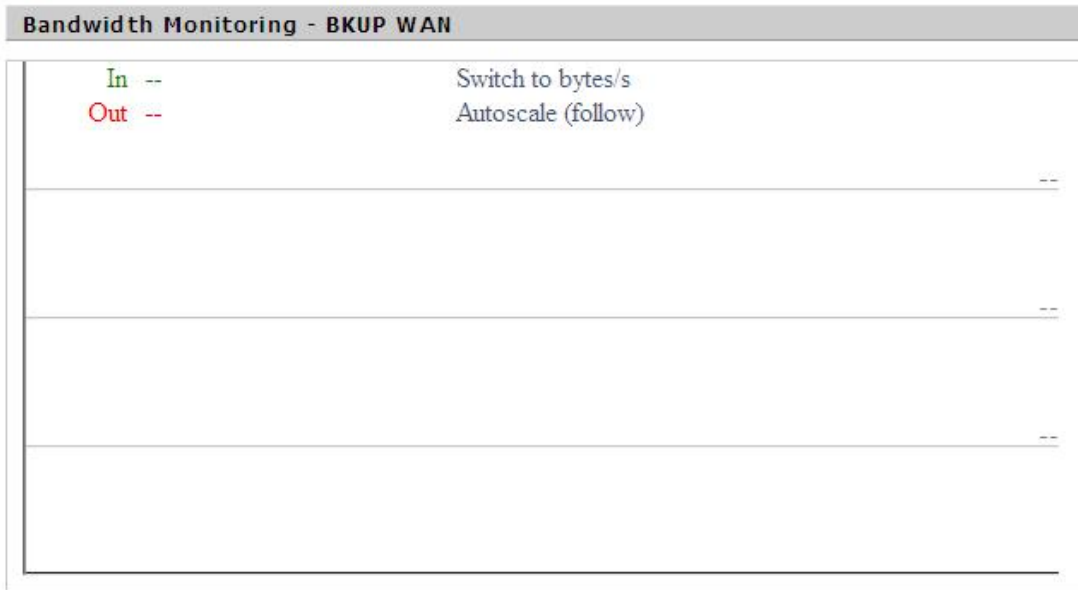 Bandwidth Monitoring - BKUP WAN
In -- Switch to bytes/s
Out -- Autoscale (follow)
--
--
--